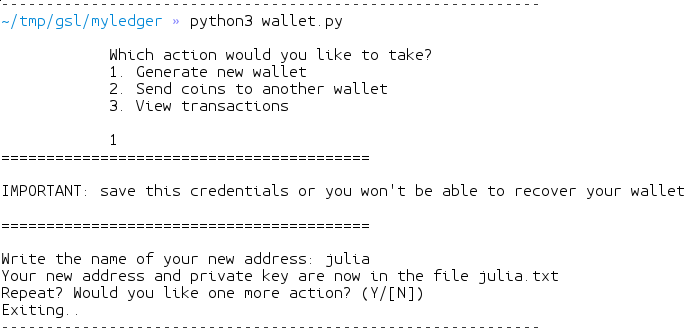 ------------------------------------------------------------
~/tmp/gsl/myledger » python3 wallet.py
Which action would you like to take?
1. Generate new wallet
2. Send coins to another wallet
3. View transactions
1
=========================================
IMPORTANT: save this credentials or you won't be able to recover your wallet
=========================================
Write the name of your new address: julia
Your new address and private key are now in the file julia.txt
Repeat? Would you like one more action? (Y/[N])
Exiting..
------------------------------------------------------------